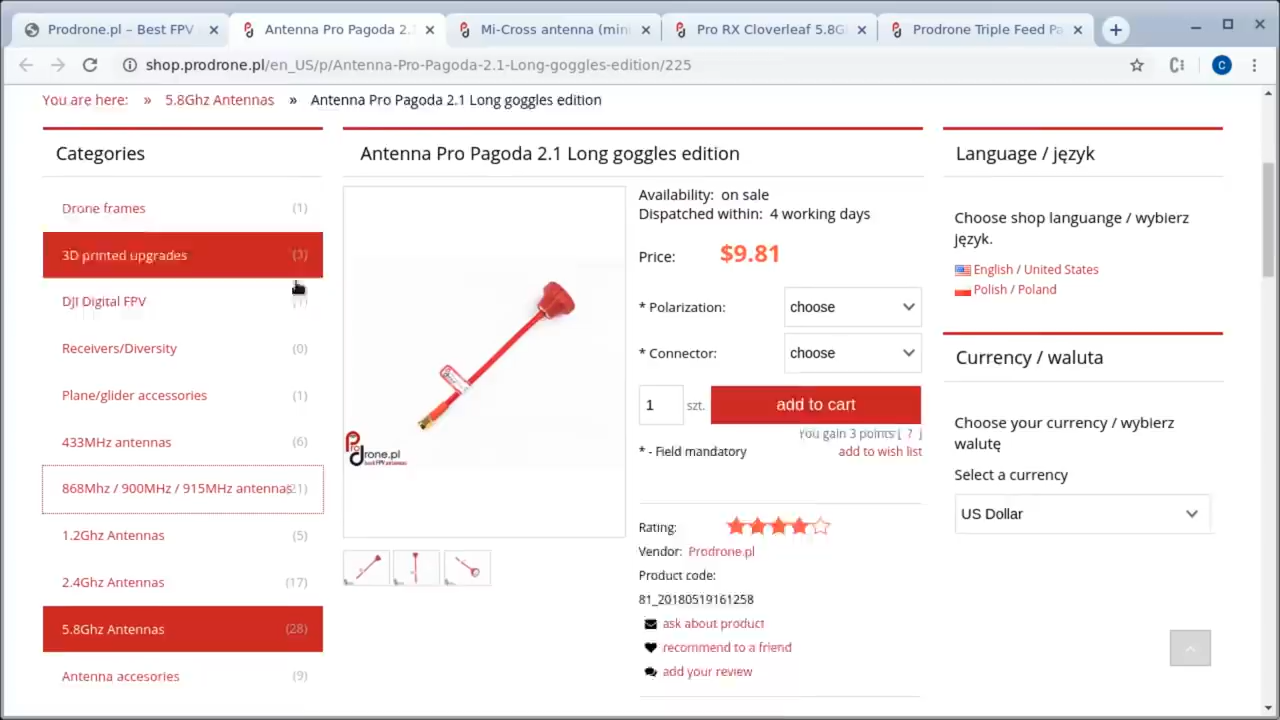 Prodrone.pl – Best FPV
Antenna Pro Pagoda 2.
Mi-Cross antenna (min
Pro RX Cloverleaf 5.8G
Prodrone Triple Feed Pa
shop.prodrone.pl/en_US/p/Antenna-Pro-Pagoda-2.1-Long-goggles-edition/225
C
You are here: » 5.8Ghz Antennas » Antenna Pro Pagoda 2.1 Long goggles edition
Categories
Drone frames (1)
3D printed upgrades (3)
DJI Digital FPV
Receivers/Diversity (0)
Plane/glider accessories (1)
433MHz antennas (6)
868Mhz / 900MHz / 915MHz antennas 21)
1.2Ghz Antennas (5)
2.4Ghz Antennas (17)
5.8Ghz Antennas (28)
Antenna accesories (9)
Antenna Pro Pagoda 2.1 Long goggles edition
Prodrone.pl
best FPV antennas
Availability: on sale
Dispatched within: 4 working days
Price: $9.81
* Polarization: choose
* Connector: choose
1 szt. add to cart
You gain 3 points [ ? ]
* - Field mandatory add to wish list
Rating:
Vendor: Prodrone.pl
Product code:
81_20180519161258
ask about product
recommend to a friend
add your review
Language / język
Choose shop languange / wybierz
język.
English / United States
Polish / Poland
Currency / waluta
Choose your currency / wybierz
walutę
Select a currency
US Dollar